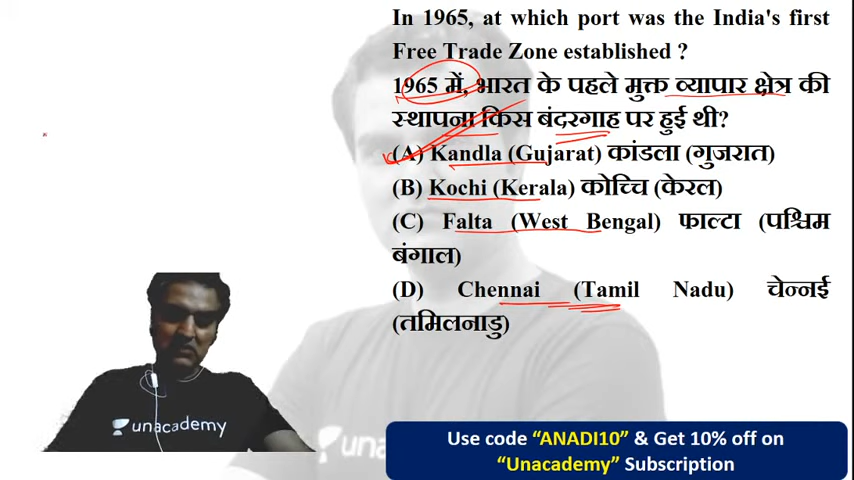 In 1965, at which port was the India's first
Free Trade Zone established ?
1965 में, भारत के पहले मुक्त व्यापार क्षेत्र की
स्थापना किस बंदरगाह पर हुई थी?
(A) Kandla (Gujarat) कांडला (गुजरात)
(B) Kochi (Kerala) कोच्चि (केरल)
(C) Falta (West Bengal) फाल्टा (पश्चिम
बंगाल)
(D) Chennai (Tamil Nadu) चेन्नई
(तमिलनाडु)
unacademy
una
Use code “ANADI10” & Get 10% off on
“Unacademy” Subscription